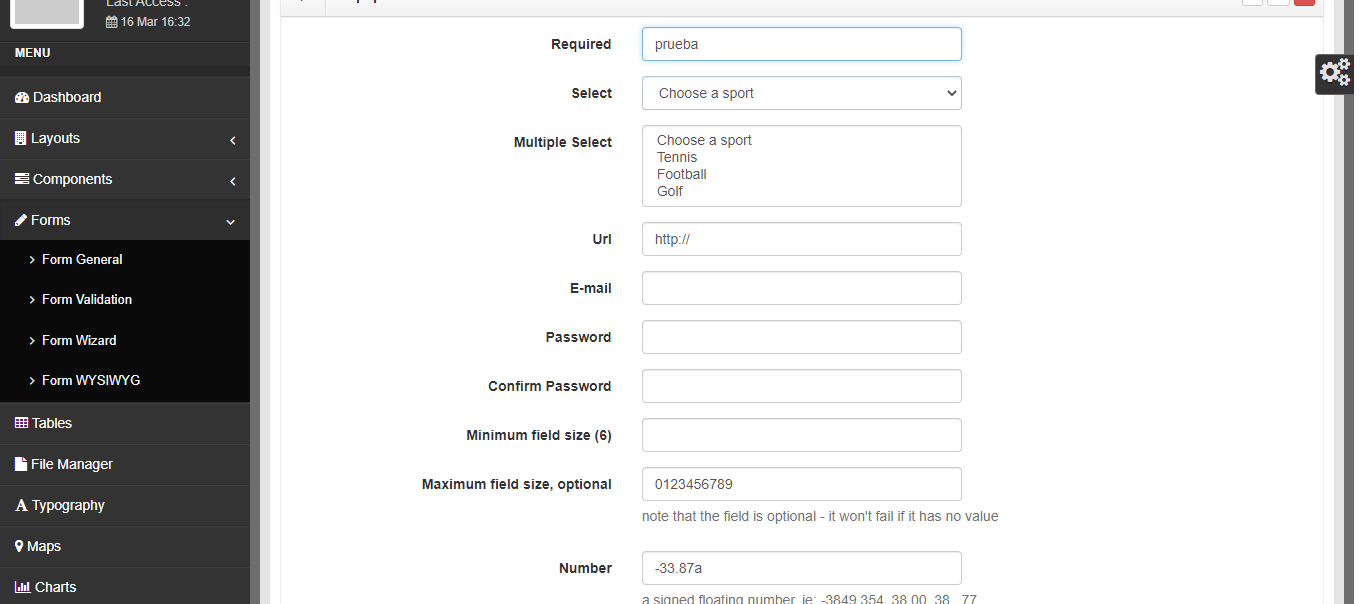 Last Access :
16 Mar 16:32
MENU
Dashboard
Layouts
Components
Forms
Form General
Form Validation
Form Wizard
Form WYSIWYG
Tables
File Manager
Typography
Maps
Charts
Required
prueba
Select
Choose a sport
Multiple Select
Choose a sport
Tennis
Football
Golf
Url
http://
E-mail
Password
Confirm Password
Minimum field size (6)
Maximum field size, optional
0123456789
note that the field is optional - it won't fail if it has no value
Number
-33.87a
a signed floating number, ie: -3849.354, 38.00, 38, .77